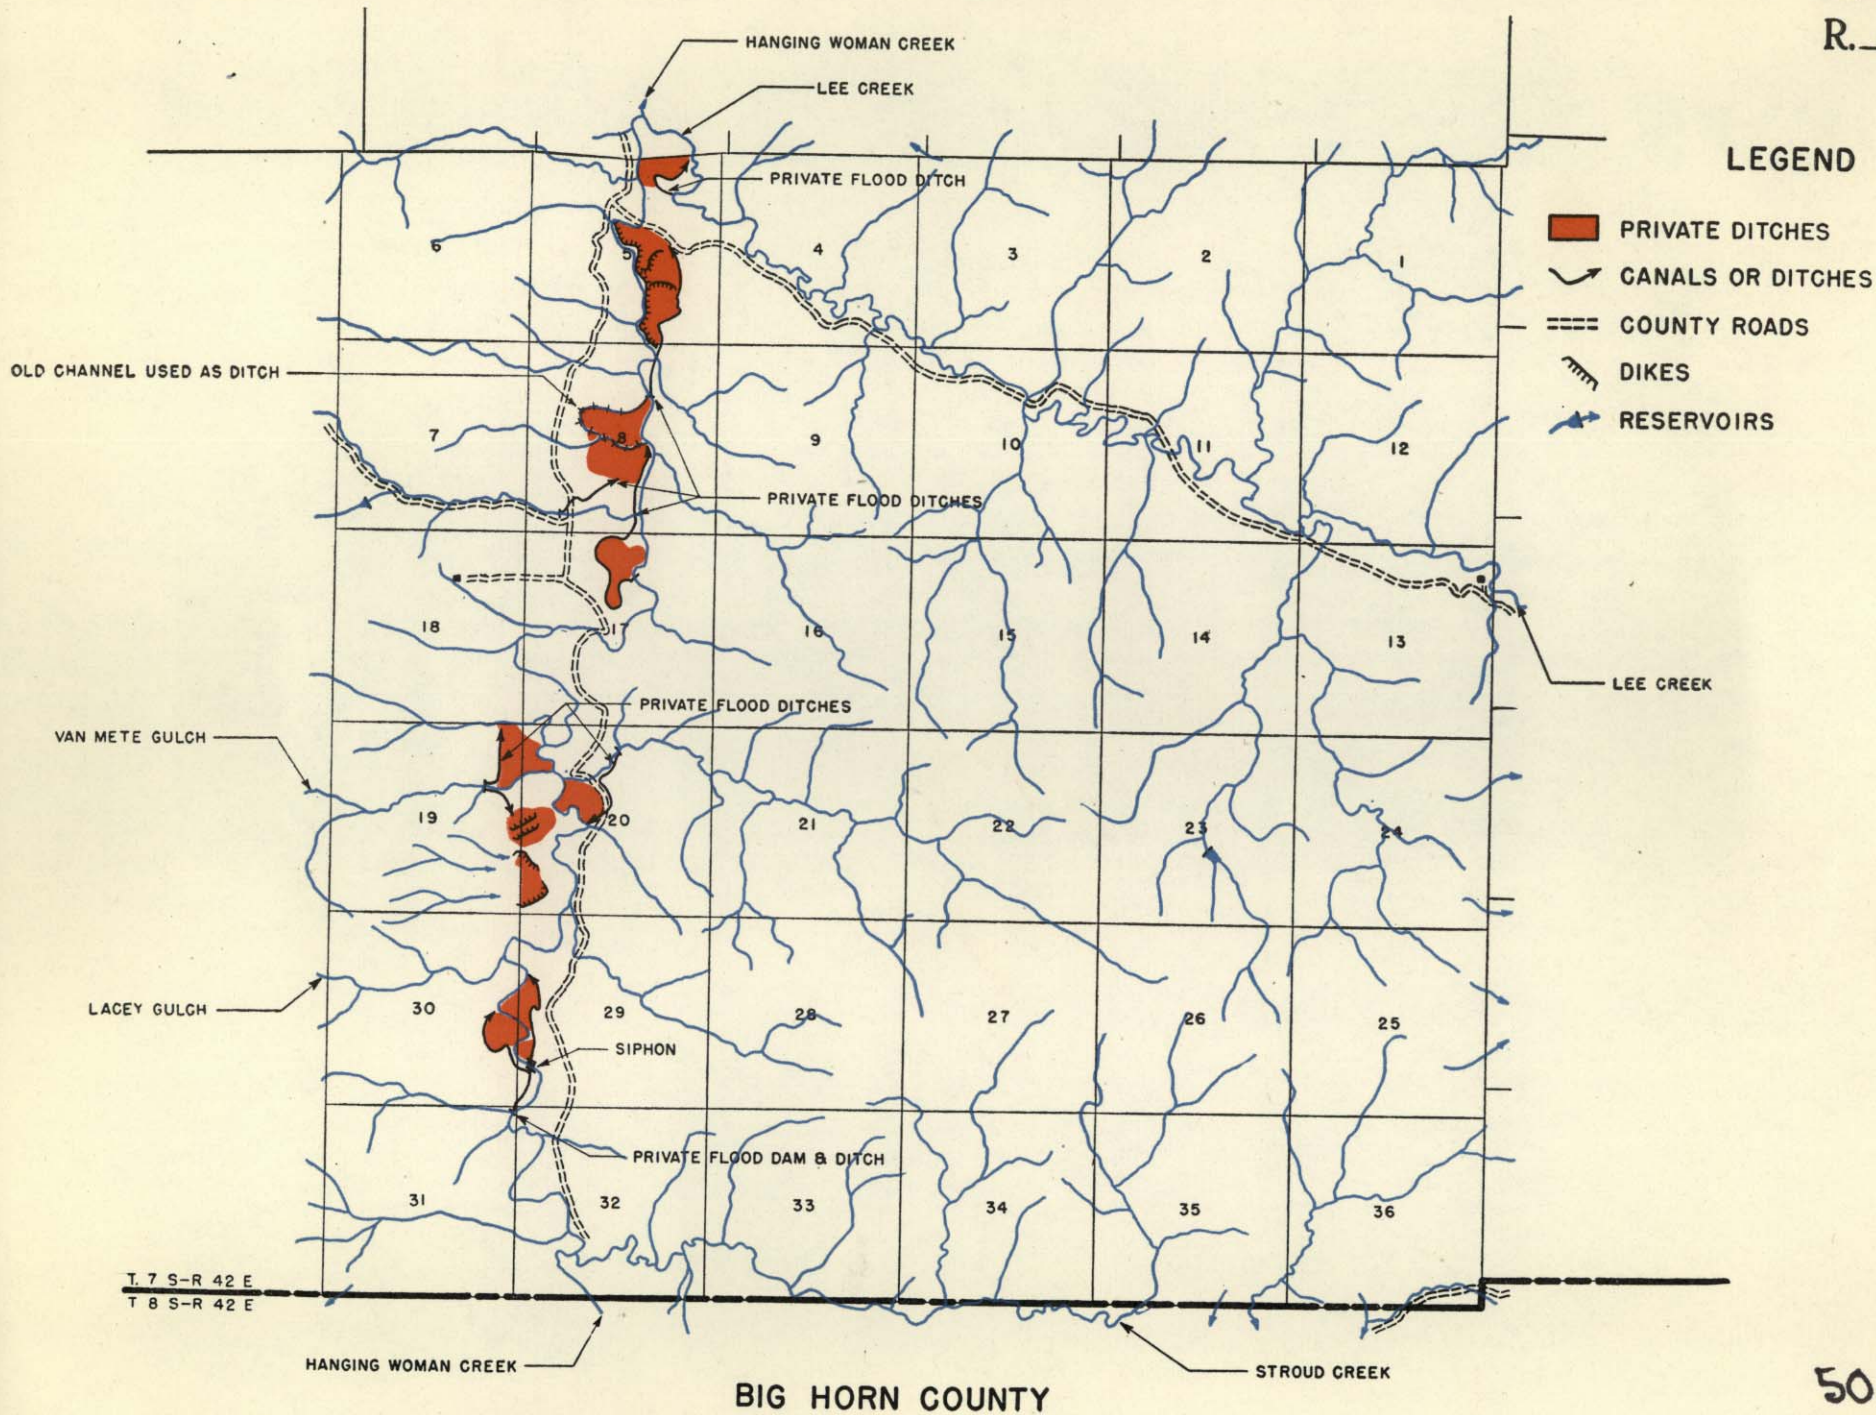 R.
HANGING WOMAN CREEK
LEE CREEK
LEGEND
PRIVATE FLOOD DITCH
PRIVATE DITCHES
6
5
4
3
2
1
CANALS OR DITCHES
COUNTY ROADS
OLD CHANNEL USED AS DITCH
DIKES
RESERVOIRS
7
8
9
10
11
12
PRIVATE FLOOD DITCHES
18
17
16
15
14
13
LEE CREEK
PRIVATE FLOOD DITCHES
VAN METE GULCH
19
20
21
22
23
24
LACEY GULCH
30
29
28
27
26
25
SIPHON
PRIVATE FLOOD DAM & DITCH
31
32
33
34
35
36
T. 7 S-R 42 E
T 8 S-R 42 E
HANGING WOMAN CREEK
STROUD CREEK
BIG HORN COUNTY
50